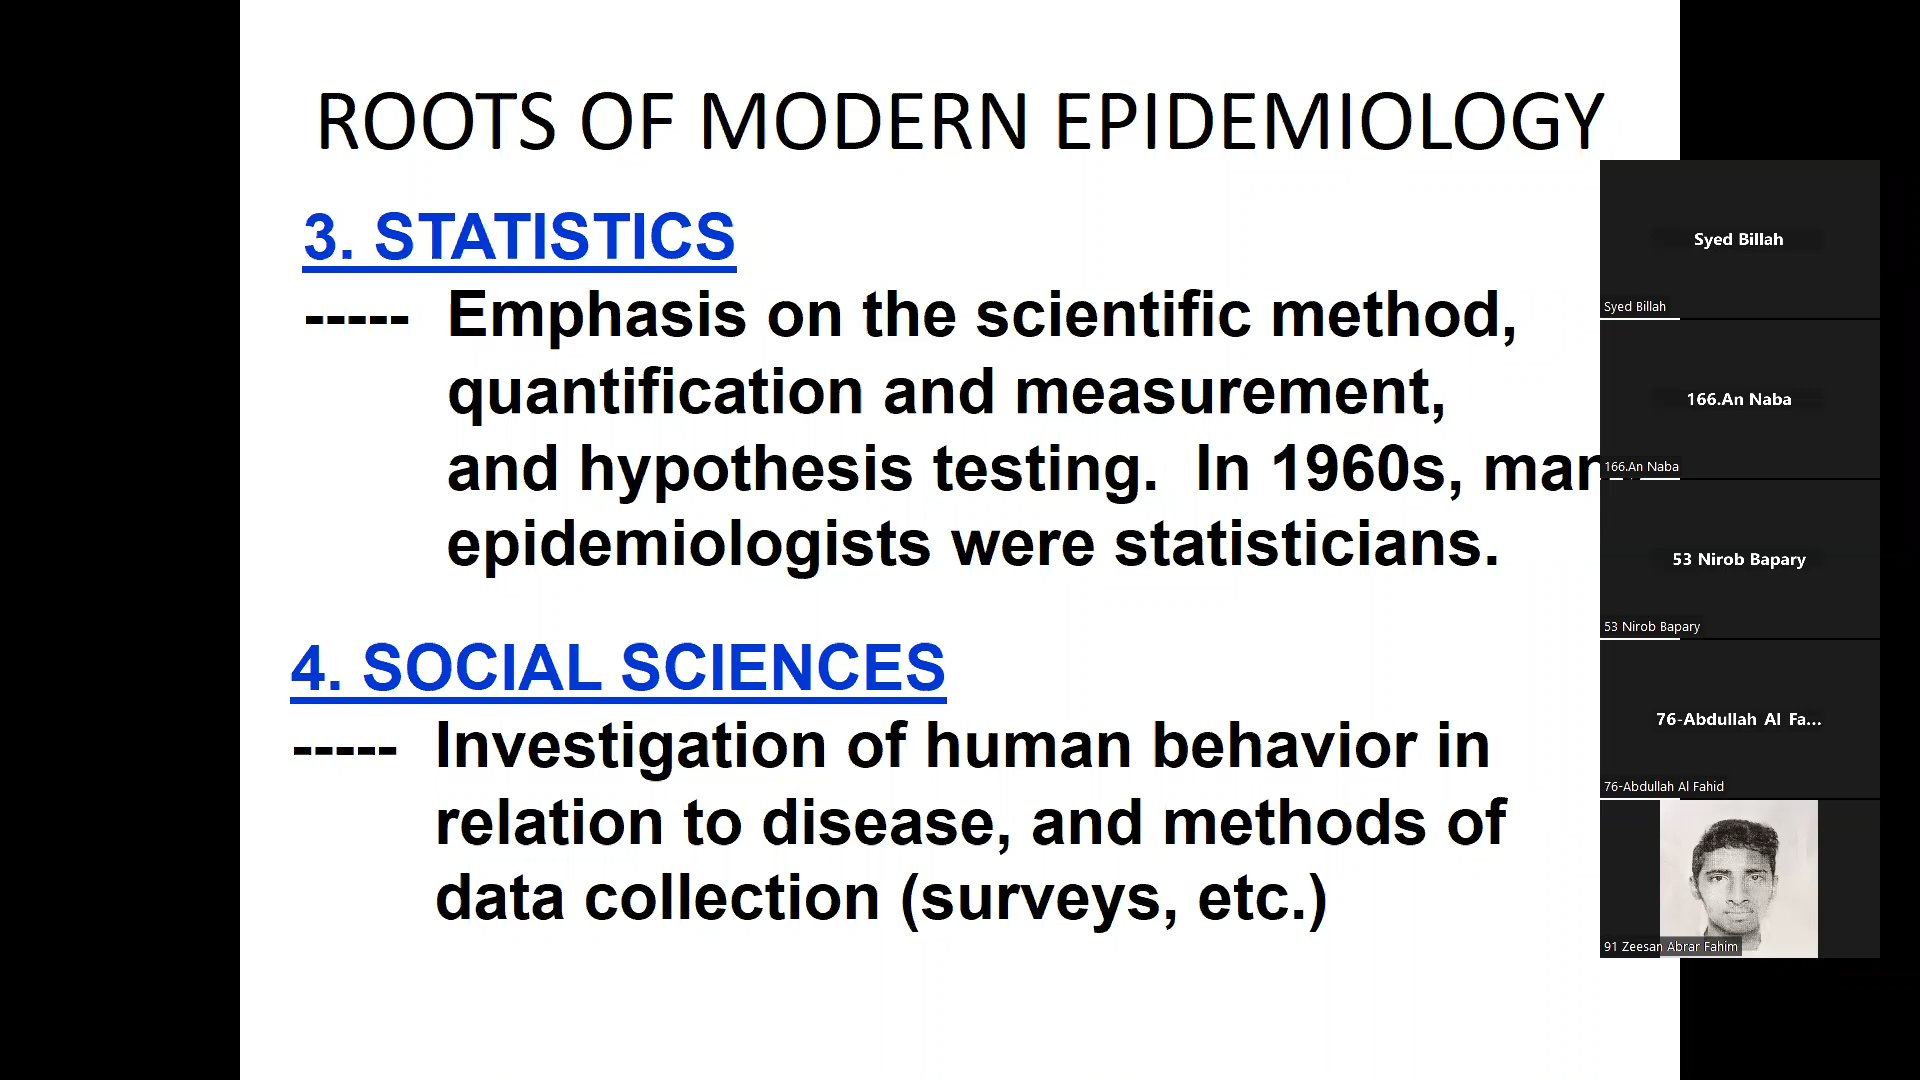 ROOTS OF MODERN EPIDEMIOLOGY
3. STATISTICS
----- Emphasis on the scientific method,
quantification and measurement,
and hypothesis testing. In 1960s,
epidemiologists were statisticians.
4. SOCIAL SCIENCES
----- Investigation of human behavior in
relation to disease, and methods of
data collection (surveys, etc.)
Syed Billah
Syed Billah
166.An Naba
166.An Naba
53 Nirob Bapary
53 Nirob Bapary
76-Abdullah Al Fa...
76-Abdullah Al Fahid
91 Zeesan Abrar Fahim